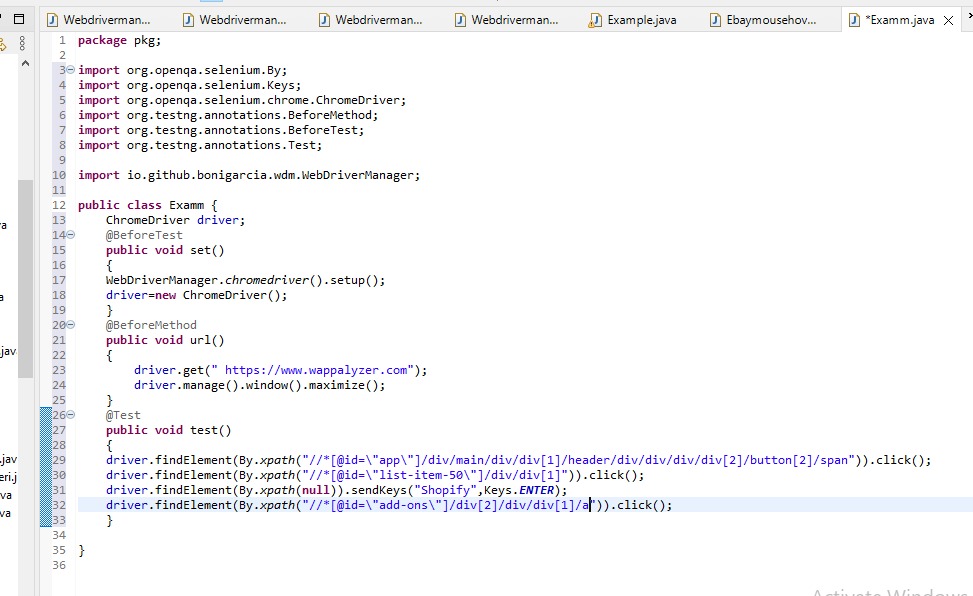 Webdriverman... Webdriverman... Webdriverman... Webdriverman... Example.java Ebaymousehov... *Examm.java
1 package pkg;
2
3 import org.openqa.selenium.By;
4 import org.openqa.selenium.Keys;
5 import org.openqa.selenium.chrome.ChromeDriver;
6 import org.testng.annotations.BeforeMethod;
7 import org.testng.annotations.BeforeTest;
8 import org.testng.annotations.Test;
9
10 import io.github.bonigarcia.wdm.WebDriverManager;
11
12 public class Examm {
13 ChromeDriver driver;
14 @BeforeTest
15 public void set()
16 {
17 WebDriverManager.chromedriver().setup();
18 driver=new ChromeDriver();
19 }
20 @BeforeMethod
21 public void url()
22 {
23 driver.get(" https://www.wappalyzer.com");
24 driver.manage().window().maximize();
25 }
26 @Test
27 public void test()
28 {
29 driver.findElement(By.xpath("//*[@id=\"app\"]/div/main/div/div[1]/header/div/div/div/div[2]/button[2]/span")).click();
30 driver.findElement(By.xpath("//*[@id=\"list-item-50\"]/div/div[1]")).click();
31 driver.findElement(By.xpath(null)).sendKeys("Shopify",Keys.ENTER);
32 driver.findElement(By.xpath("//*[@id=\"add-ons\"]/div[2]/div/div[1]/a")).click();
33 }
34
35 }
36
va
a
.java
.jav
eri.j
va
va
Activate Windows